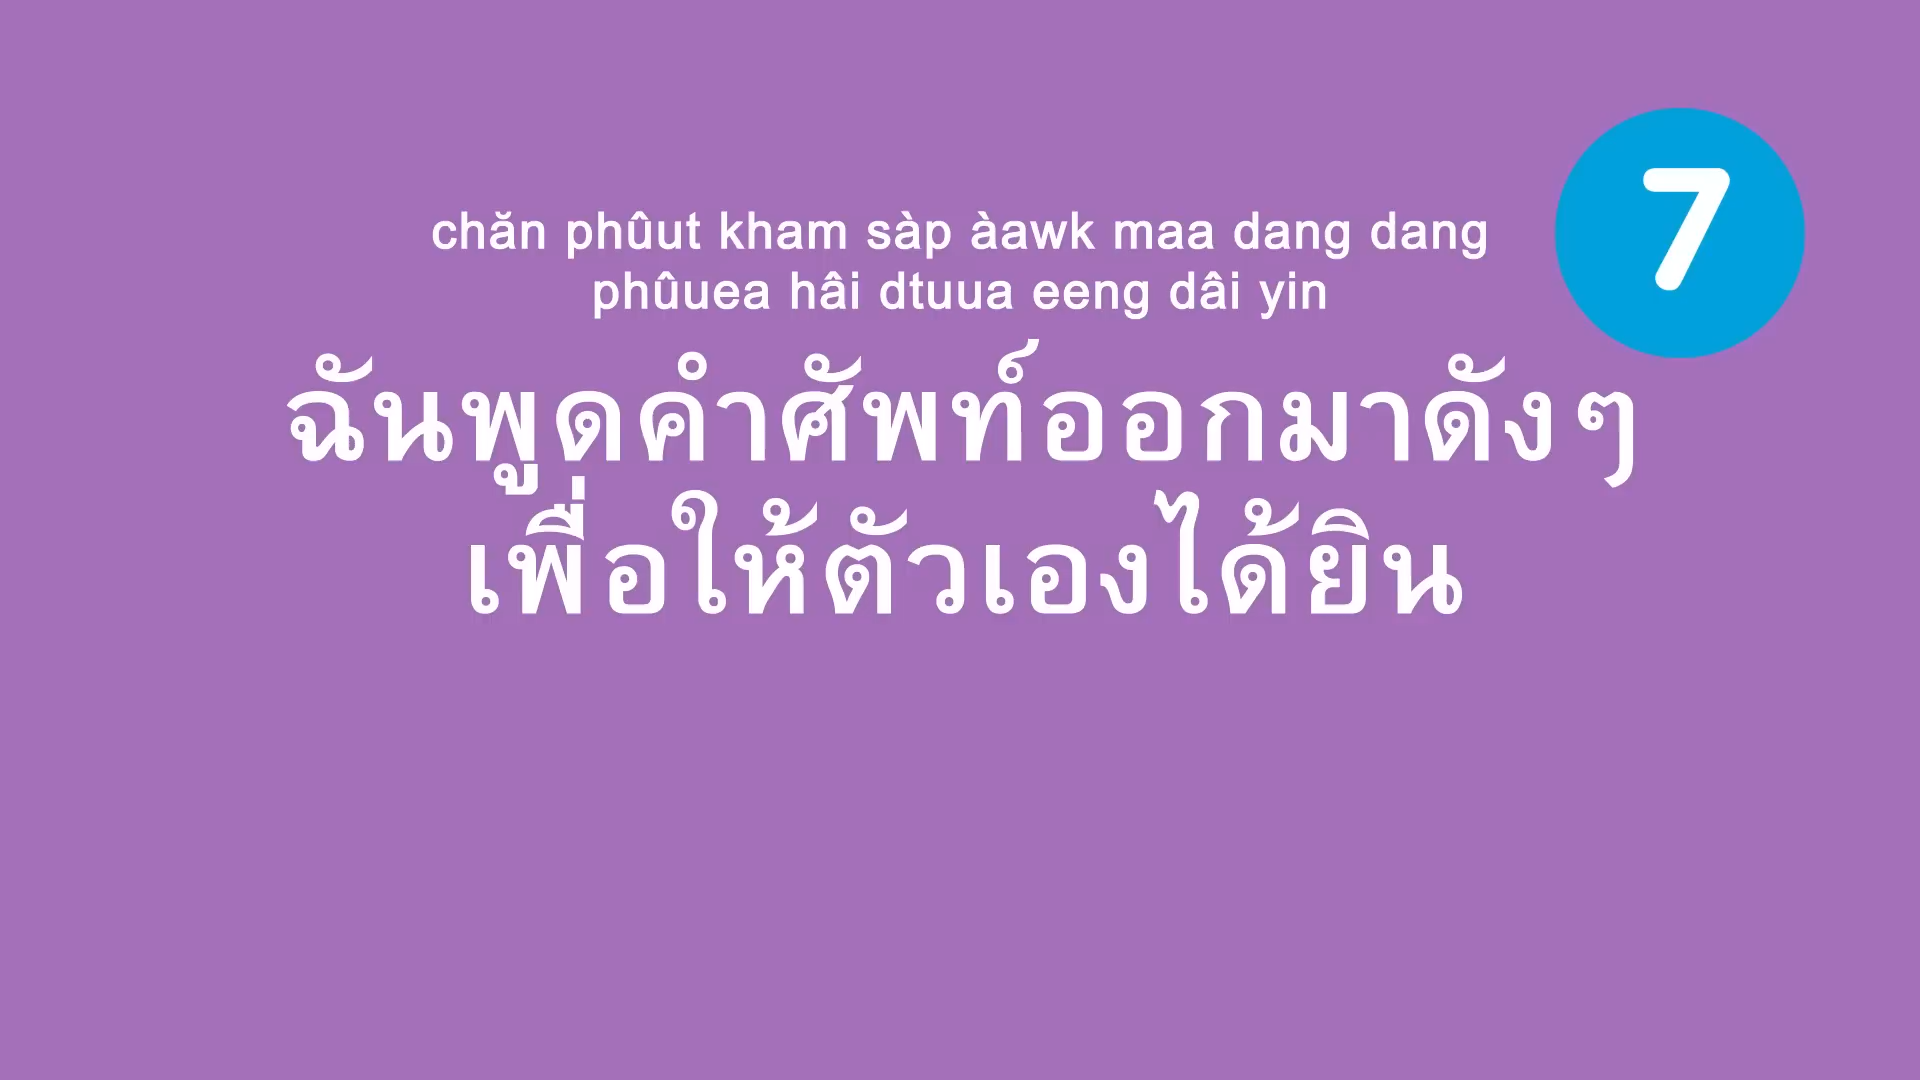 7
chăn phûut kham sàp àawk maa dang dang
phûuea hâi dtuua eeng dâi yin
ฉันพูดคำศัพท์ออกมาดังๆ
เพื่อให้ตัวเองได้ยิน